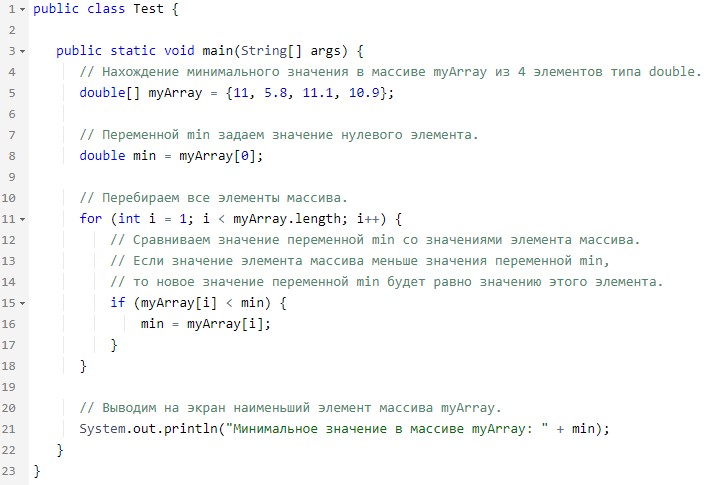 1 public class Test {
2
3 public static void main(String[] args) {
4 // Нахождение минимального значения в массиве myArray из 4 элементов типа double.
5 double[] myArray = {11, 5.8, 11.1, 10.9};
6
7 // Переменной min задаем значение нулевого элемента.
8 double min = myArray[0];
9
10 // Перебираем все элементы массива.
11 for (int i = 1; i < myArray.length; i++) {
12 // Сравниваем значение переменной min со значениями элемента массива.
13 // Если значение элемента массива меньше значения переменной min,
14 // то новое значение переменной min будет равно значению этого элемента.
15 if (myArray[i] < min) {
16 min = myArray[i];
17 }
18 }
19
20 // Выводим на экран наименьший элемент массива myArray.
21 System.out.println("Минимальное значение в массиве myArray: " + min);
22 }
23 }